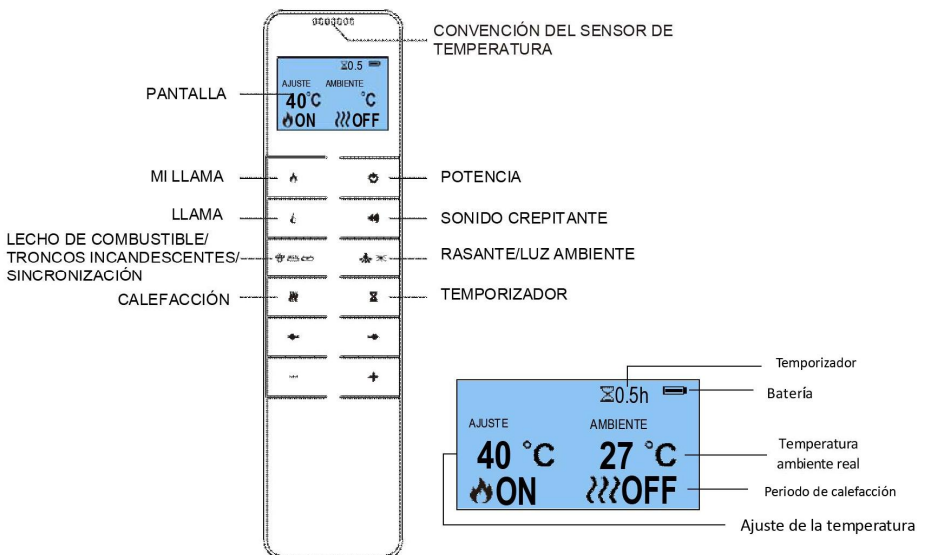 CONVENCIÓN DEL SENSOR DE
TEMPERATURA
0.5
AJUSTE AMBIENTE
40°C °C
ON OFF
PANTALLA
MI LLAMA
POTENCIA
LLAMA
SONIDO CREPITANTE
LECHO DE COMBUSTIBLE/
TRONCOS INCANDESCENTES/
SINCRONIZACIÓN
RASANTE/LUZ AMBIENTE
CALEFACCIÓN
TEMPORIZADOR
Temporizador
0.5h
Batería
AJUSTE AMBIENTE
40 °C 27 °C
Temperatura
ambiente real
ON OFF
Periodo de calefacción
Ajuste de la temperatura